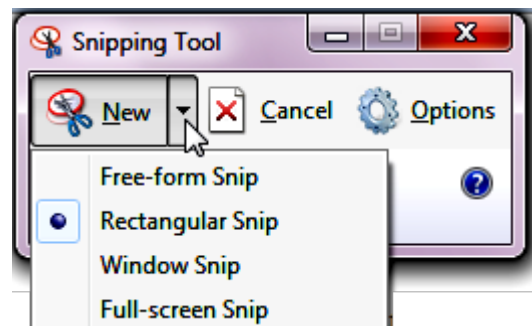 Snipping Tool
New Cancel Options
Free-form Snip
Rectangular Snip
Window Snip
Full-screen Snip